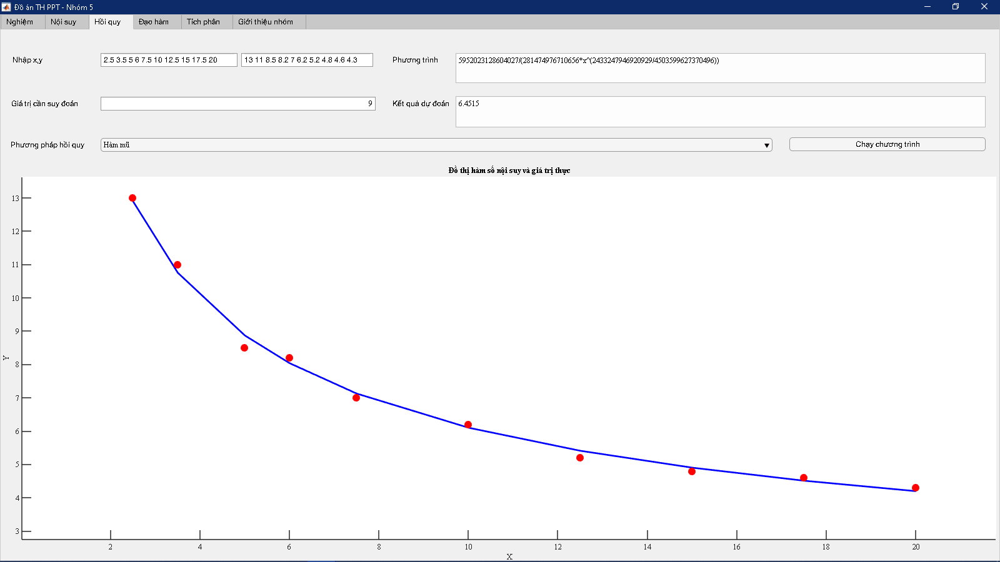 Đồ án TH PPT - Nhóm 5
Nghiệm Nội suy Hồi quy Đạo hàm Tích phân Giới thiệu nhóm
Nhập x,y 2.5 3.5 5 6 7.5 10 12.5 15 17.5 20 13 11 8.5 8.2 7 6.2 5.2 4.8 4.6 4.3 Phương trình 5952023128604027/(281474976710656*x^(2433247946920929/4503599627370496))
Giá trị cần suy đoán 9 Kết quả dự đoán 6.4515
Phương pháp hồi quy Hàm mũ Chạy chương trình
Đồ thị hàm số nội suy và giá trị thực
13
12
11
10
9
8
7
6
5
4
3
Y
2 4 6 8 10 12 14 16 18 20
X